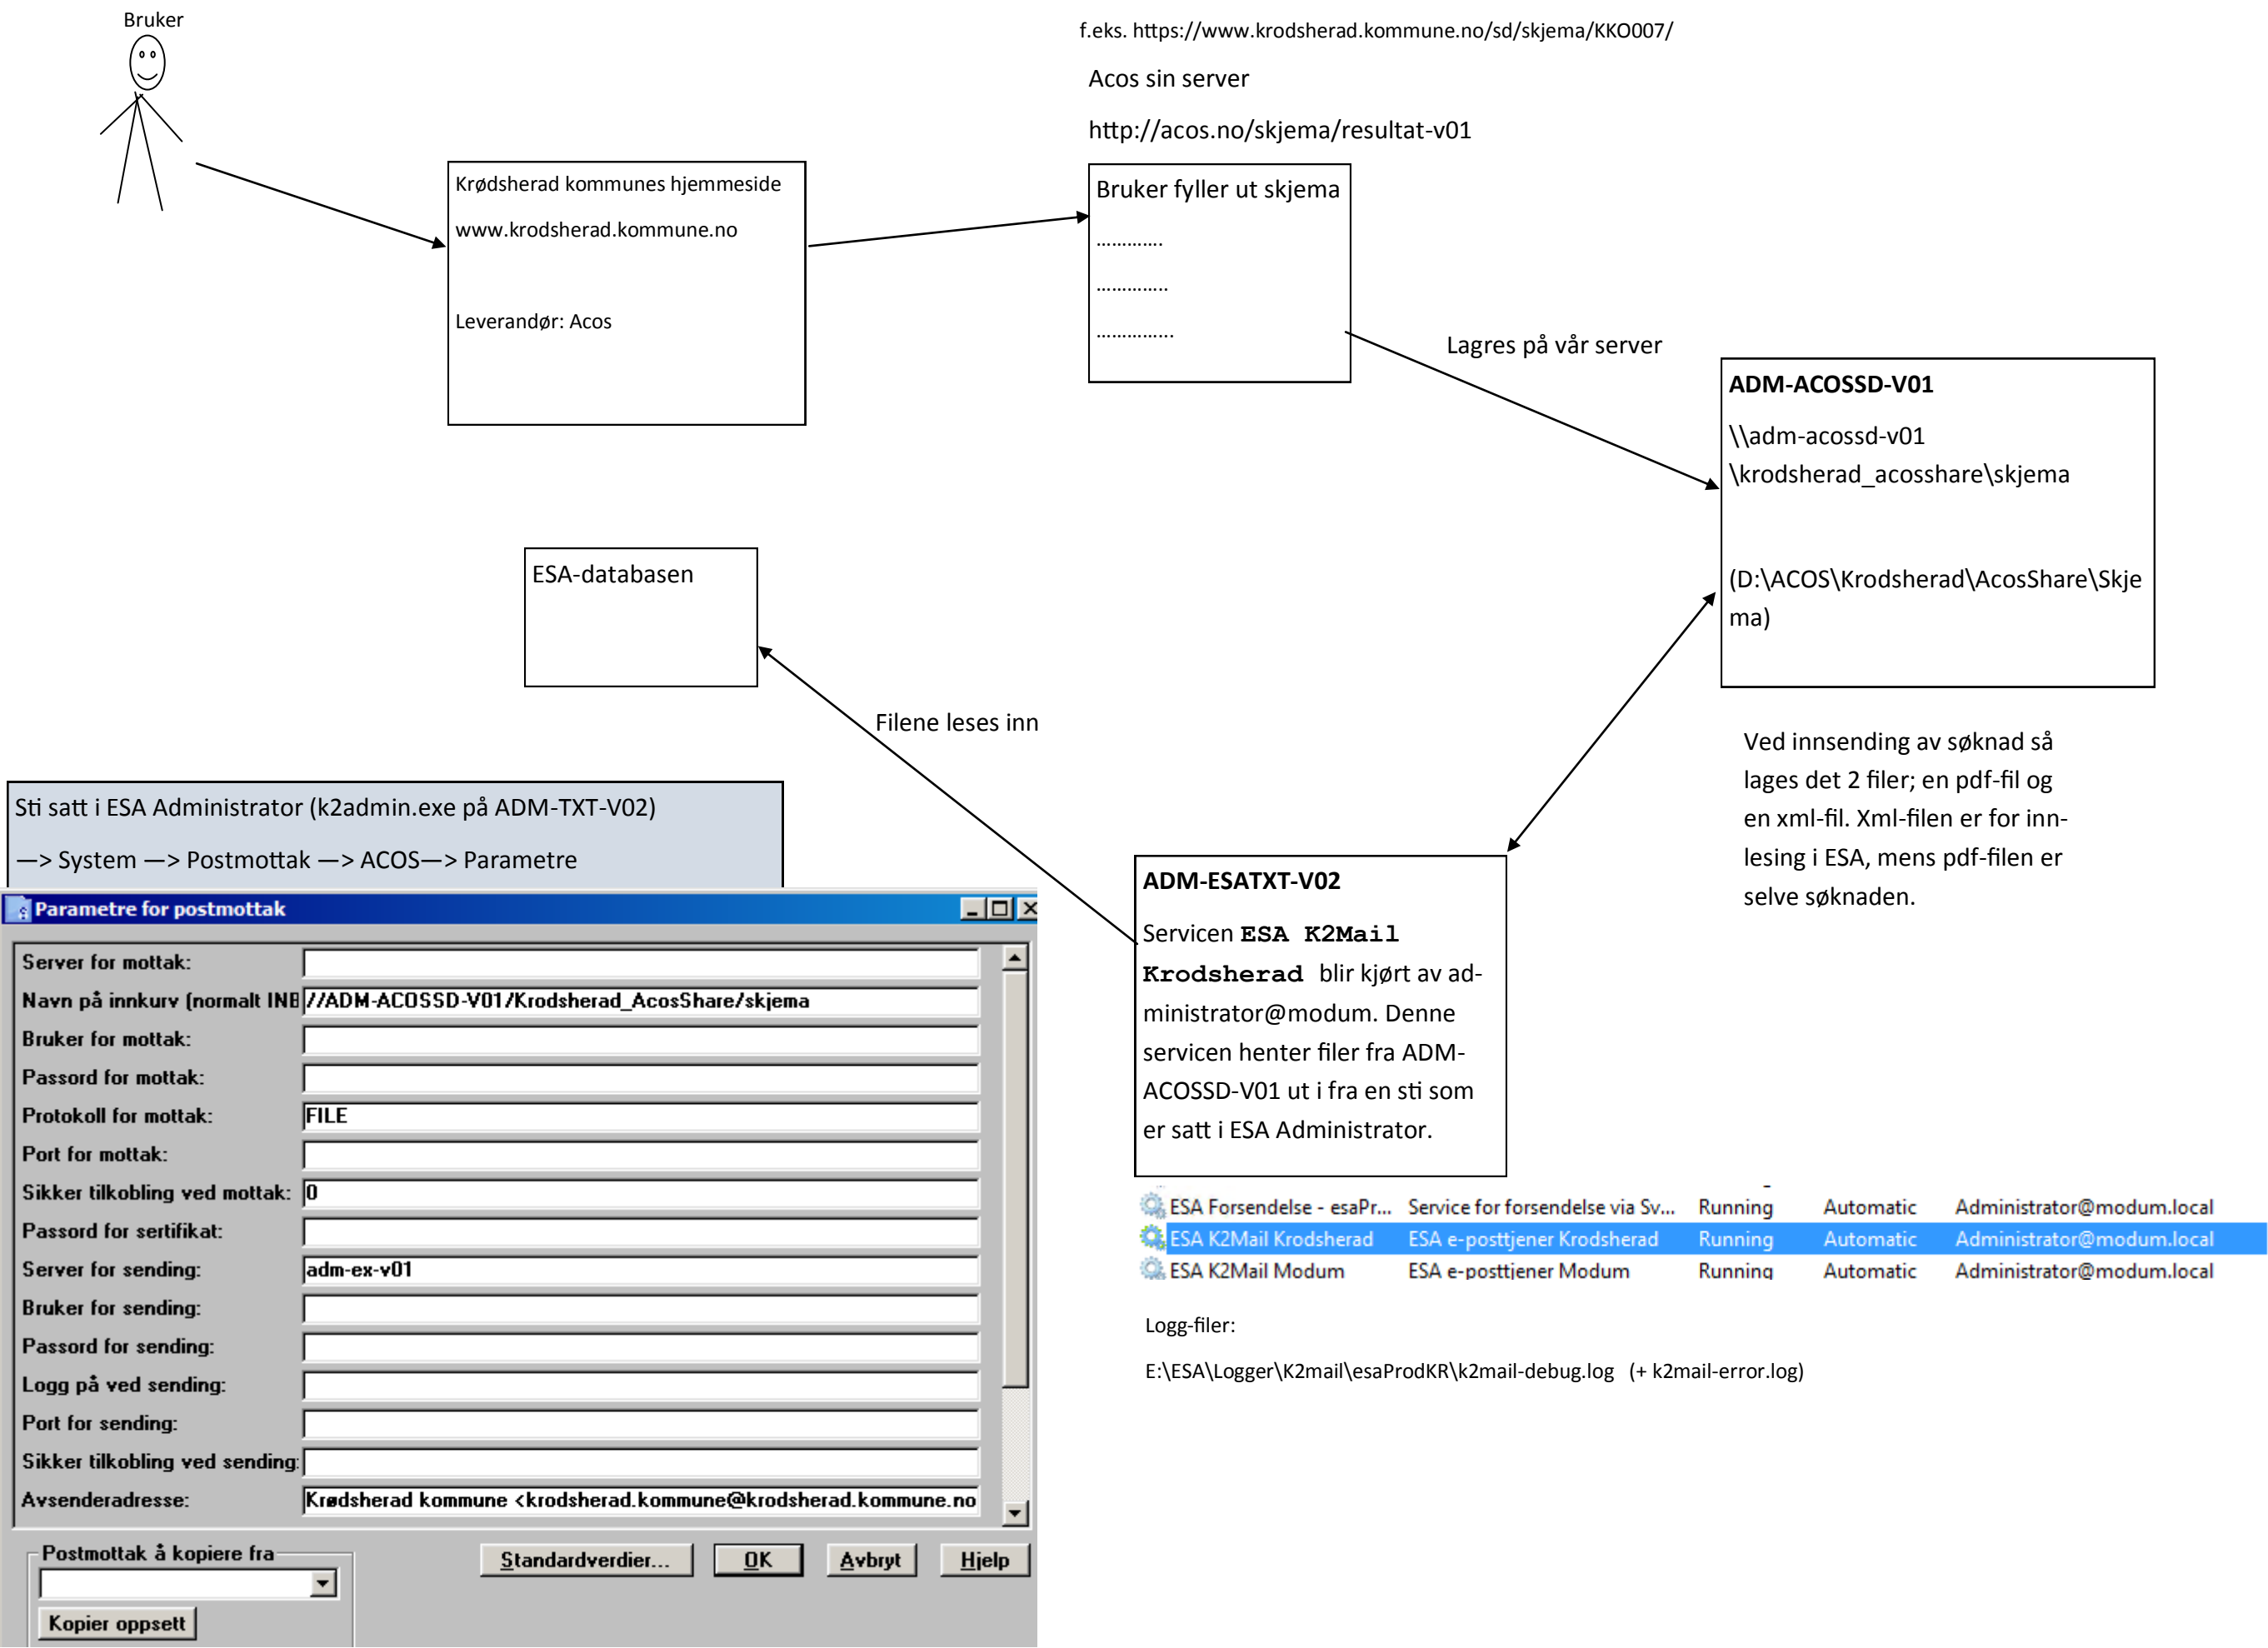 Bruker
f.eks. https://www.krodsherad.kommune.no/sd/skjema/KKO007/
Acos sin server
http://acos.no/skjema/resultat-v01
Krødsherad kommunes hjemmeside
www.krodsherad.kommune.no
Leverandør: Acos
Bruker fyller ut skjema
.............
..............
...............
Lagres på vår server
ADM-ACOSSD-V01
\\adm-acossd-v01
\krodsherad_acosshare\skjema
(D:\ACOS\Krodsherad\AcosShare\Skje
ma)
Ved innsending av søknad så
lages det 2 filer; en pdf-fil og
en xml-fil. Xml-filen er for inn-
lesing i ESA, mens pdf-filen er
selve søknaden.
ESA-databasen
Filene leses inn
ADM-ESATXT-V02
Servicen ESA K2Mail
Krodsherad blir kjørt av ad-
ministrator@modum. Denne
servicen henter filer fra ADM-
ACOSSD-V01 ut i fra en sti som
er satt i ESA Administrator.
ESA Forsendelse - esaPr... Service for forsendelse via Sv... Running Automatic Administrator@modum.local
ESA K2Mail Krodsherad ESA e-posttjener Krodsherad Running Automatic Administrator@modum.local
ESA K2Mail Modum ESA e-posttjener Modum Running Automatic Administrator@modum.local
Logg-filer:
E:\ESA\Logger\K2mail\esaProdKR\k2mail-debug.log (+ k2mail-error.log)
Sti satt i ESA Administrator (k2admin.exe på ADM-TXT-V02)
—> System —> Postmottak —> ACOS—> Parametre
Parametre for postmottak
Server for mottak:
Navn på innkurv (normalt INB //ADM-ACOSSD-V01/Krodsherad_AcosShare/skjema
Bruker for mottak:
Passord for mottak:
Protokoll for mottak: FILE
Port for mottak:
Sikker tilkobling ved mottak: 0
Passord for sertifikat:
Server for sending: adm-ex-v01
Bruker for sending:
Passord for sending:
Logg på ved sending:
Port for sending:
Sikker tilkobling ved sending:
Avsenderadresse: Krødsherad kommune <krodsherad.kommune@krodsherad.kommune.no
Postmottak å kopiere fra
Standardverdier... OK Avbryt Hjelp
Kopier oppsett